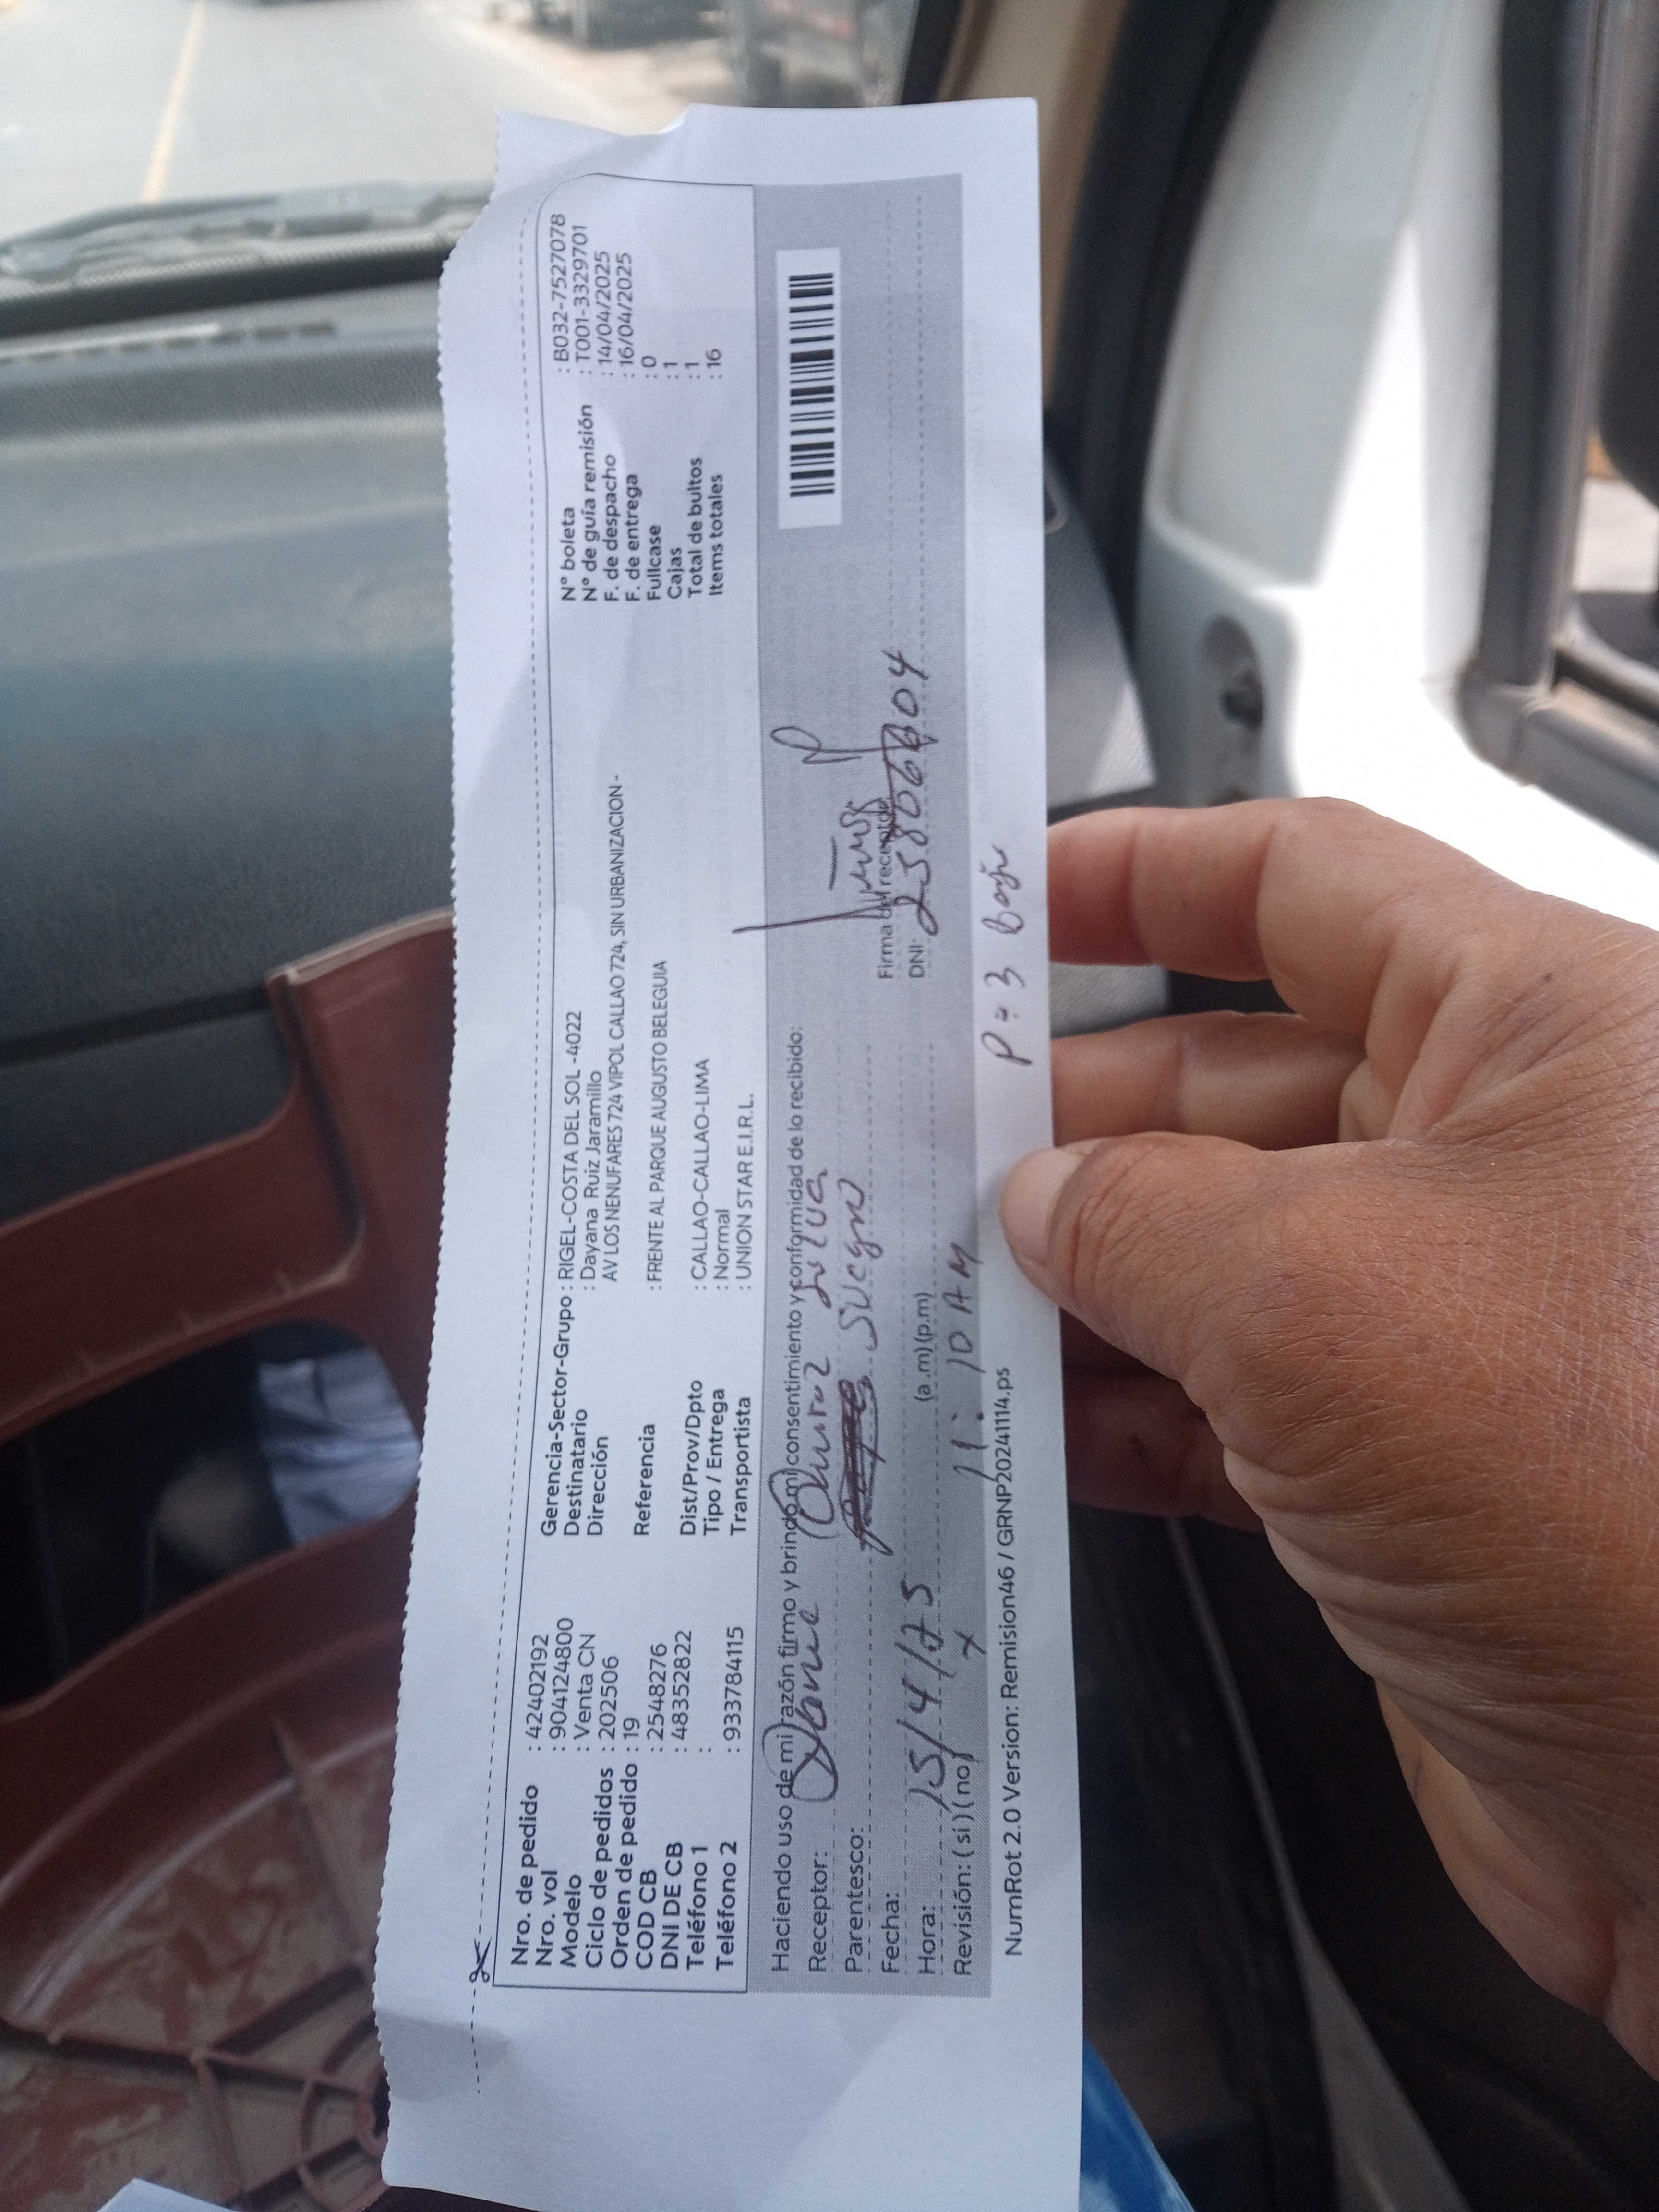 Nro. de pedido : 42402192
Nro. vol : 904124800
Modelo : Venta CN
Ciclo de pedidos : 202506
Orden de pedido : 19
COD CB : 2548276
DNI DE CB : 48352822
Teléfono 1 :
Teléfono 2 : 933784115
Gerencia-Sector-Grupo : RIGEL-COSTA DEL SOL -4022
Destinatario : Dayana Ruiz Jaramillo
Dirección AV LOS NENUFARES 724 VIPOL CALLAO 724, SIN URBANIZACION -
Referencia : FRENTE AL PARQUE AUGUSTO BELEGUIA
Dist/Prov/Dpto : CALLAO-CALLAO-LIMA
Tipo / Entrega : Normal
Transportista : UNION STAR E.I.R.L.
N° boleta : B032-7527078
N° de guía remisión : T001-3329701
F. de despacho : 14/04/2025
F. de entrega : 16/04/2025
Fullcase : 0
Cajas : 1
Total de bultos : 1
Items totales : 16
Haciendo uso de mi razón firmo y brindo mi consentimiento y conformidad de lo recibido:
Receptor:
Parentesco: Suegro
Fecha: 15/4/25
Hora: (a.m)(p.m) 11:10 AM
Revisión: ( si ) ( no ) x
Firma del receptor
DNI:
P = 3
NumRot 2.0 Version: Remision46 / GRNP20241114.ps